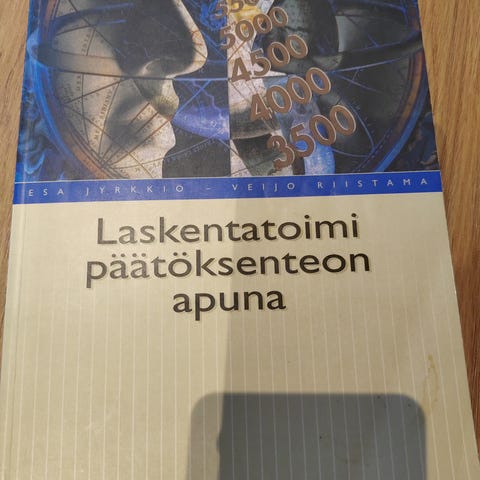 5000
4500
4000
3500
ESA JYRKKIÖ – VEIJO RIISTAMA
Laskentatoimi
päätöksenteon
apuna